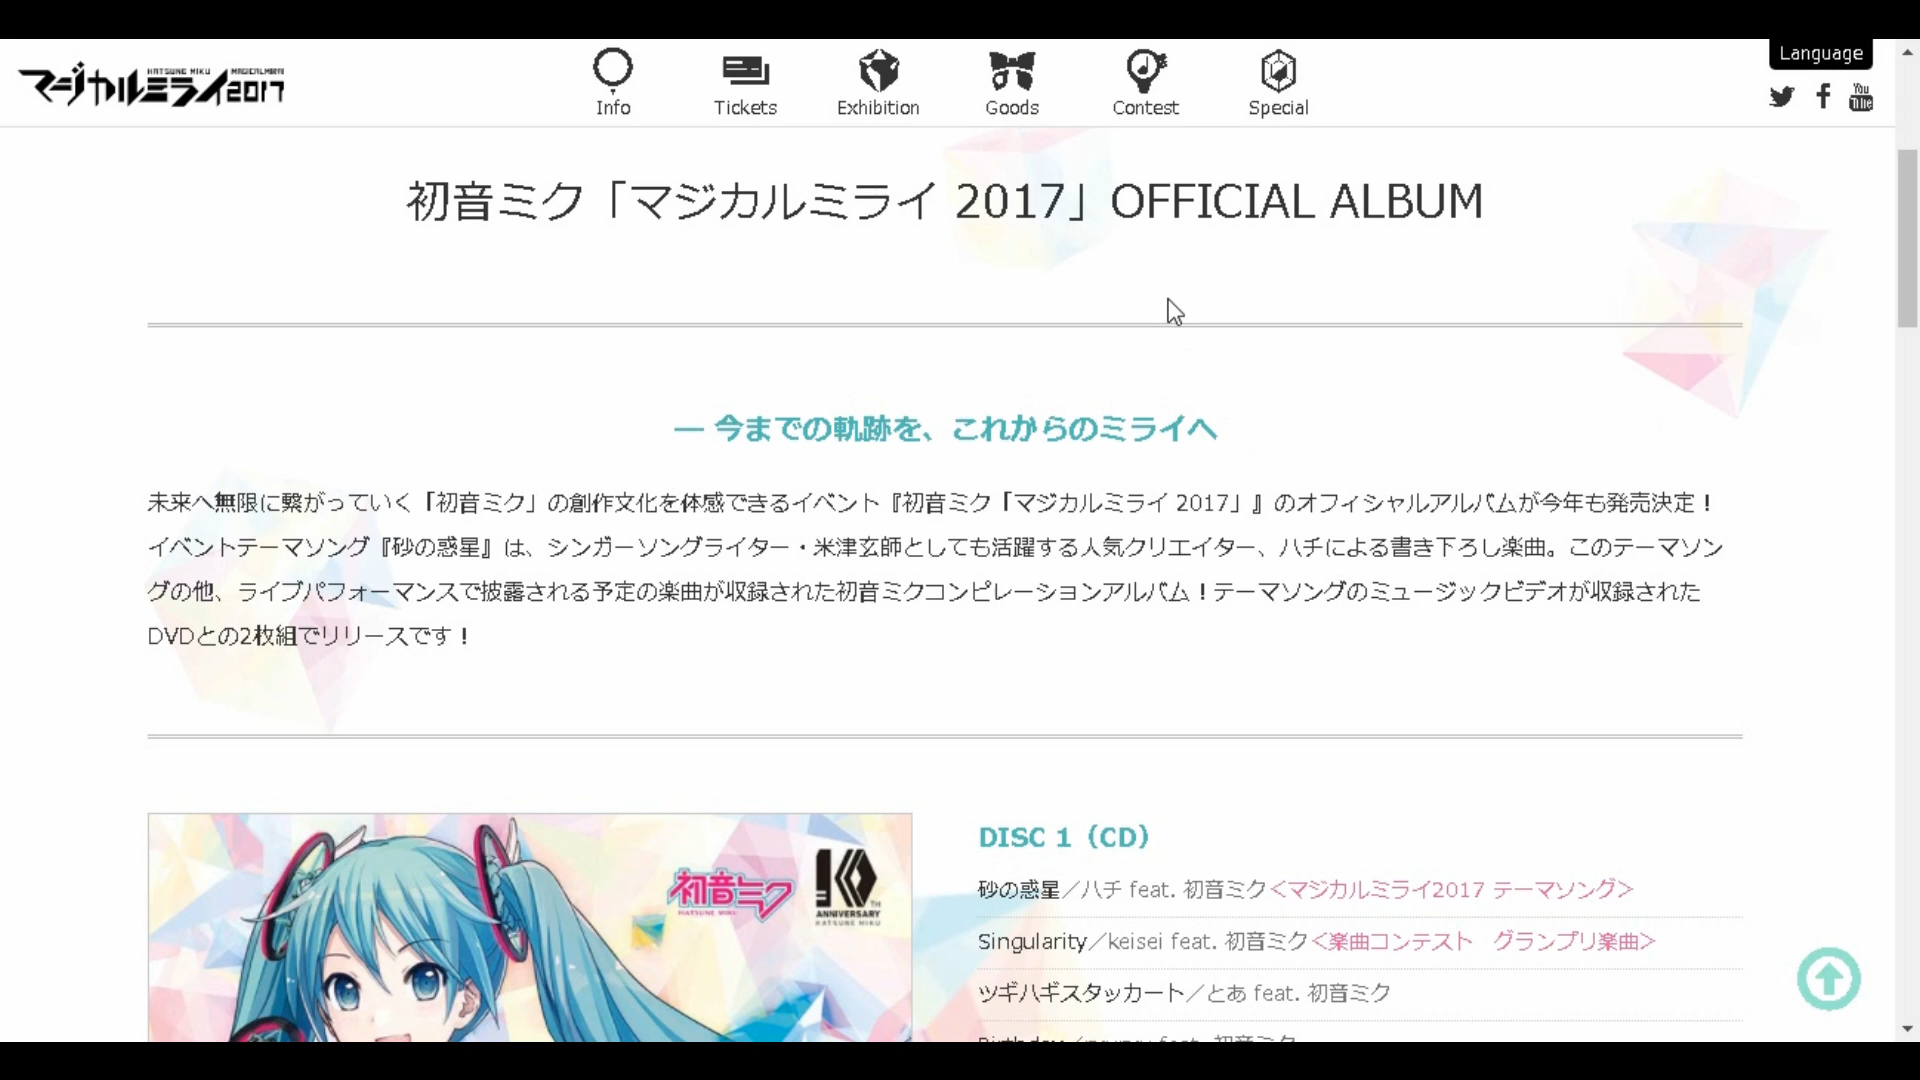 マジカルミライ2017
HATSUNE MIKU MAGICALMIRAI
Info
Tickets
Exhibition
Goods
Contest
Special
Language
You Tube
初音ミク「マジカルミライ 2017」OFFICIAL ALBUM
― 今までの軌跡を、これからのミライへ
未来へ無限に繋がっていく「初音ミク」の創作文化を体感できるイベント『初音ミク「マジカルミライ 2017」』のオフィシャルアルバムが今年も発売決定！
イベントテーマソング『砂の惑星』は、シンガーソングライター・米津玄師としても活躍する人気クリエイター、ハチによる書き下ろし楽曲。このテーマソン
グの他、ライブパフォーマンスで披露される予定の楽曲が収録された初音ミクコンピレーションアルバム！テーマソングのミュージックビデオが収録された
DVDとの2枚組でリリースです！
初音ミク
HATSUNE MIKU
10TH
ANNIVERSARY
HATSUNE MIKU
DISC 1（CD）
砂の惑星／ハチ feat. 初音ミク＜マジカルミライ2017 テーマソング＞
Singularity／keisei feat. 初音ミク＜楽曲コンテスト　グランプリ楽曲＞
ツギハギスタッカート／とあ feat. 初音ミク
Birthday／ryuryu feat. 初音ミク